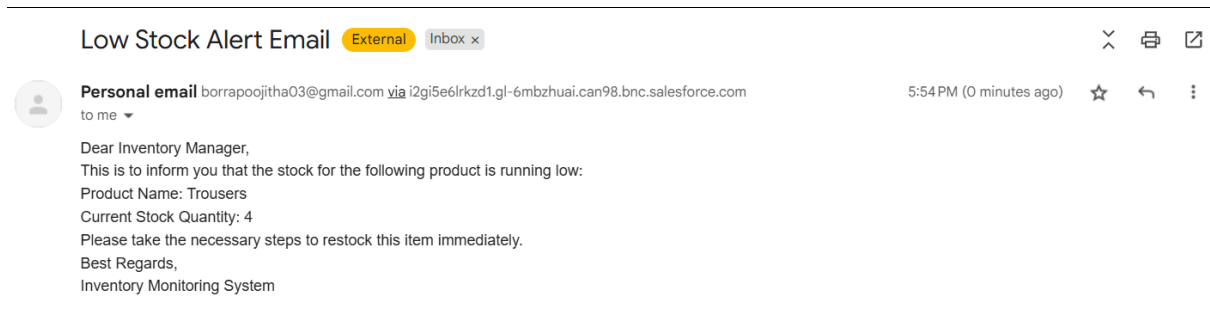 Low Stock Alert Email External Inbox ×
Personal email borrapoojitha03@gmail.com via i2gi5e6lrkzd1.gl-6mbzhuai.can98.bnc.salesforce.com 5:54 PM (0 minutes ago)
to me
Dear Inventory Manager,
This is to inform you that the stock for the following product is running low:
Product Name: Trousers
Current Stock Quantity: 4
Please take the necessary steps to restock this item immediately.
Best Regards,
Inventory Monitoring System